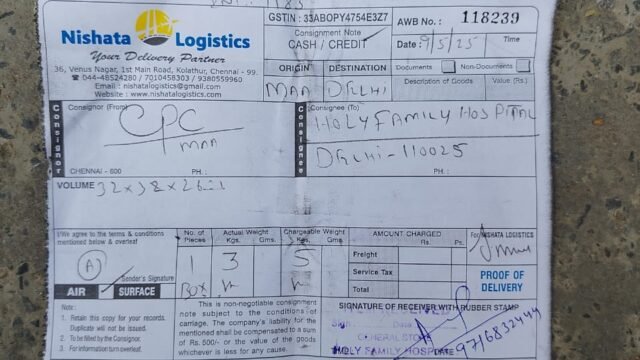 Nishata Logistics
Your Delivery Partner
36, Venus Nagar, 1st Main Road, Kolathur, Chennai - 99.
☎ 044-48524280 / 7010458303 / 9380559960
Email : nishatalogistics@gmail.com
Website : www.nishatalogistics.com
GSTIN : 33ABOPY4754E3Z7
Consignment Note
CASH / CREDIT
AWB No. : 118239
Date : 9/5/25 Time
ORIGIN DESTINATION
MAA DELHI
Documents Non-Documents
Description of Goods Value (Rs.)
Consignor
Consignor (From)
CPC
MAA
CHENNAI - 600 PH. :
Consignee
Consignee (To)
HOLY FAMILY HOSPITAL
DELHI - 110025
PH. :
VOLUME
I/We agree to the terms & conditions
mentioned below & overleaf
A
Sender's Signature
AIR SURFACE
No. of Pieces
1
BOX
Actual Weight
Kgs. Gms.
3
Chargeable Weight
Kgs. Gms.
5
AMOUNT CHARGED
Rs. Ps.
Freight
Service Tax
Total
For NISHATA LOGISTICS
PROOF OF
DELIVERY
Note :
1. Retain this copy for your records.
Duplicate will not be issued.
2. To be filled by the Consignor.
3. For information turn overleaf.
This is non-negotiable consignment
note subject to the conditions of
carriage. The company's liability for the
mentioned shall be compensated to a sum
of Rs. 500/- or the value of the goods
whichever is less for any cause.
SIGNATURE OF RECEIVER WITH RUBBER STAMP
GENERAL STORE
HOLY FAMILY HOSPITAL
9716832444